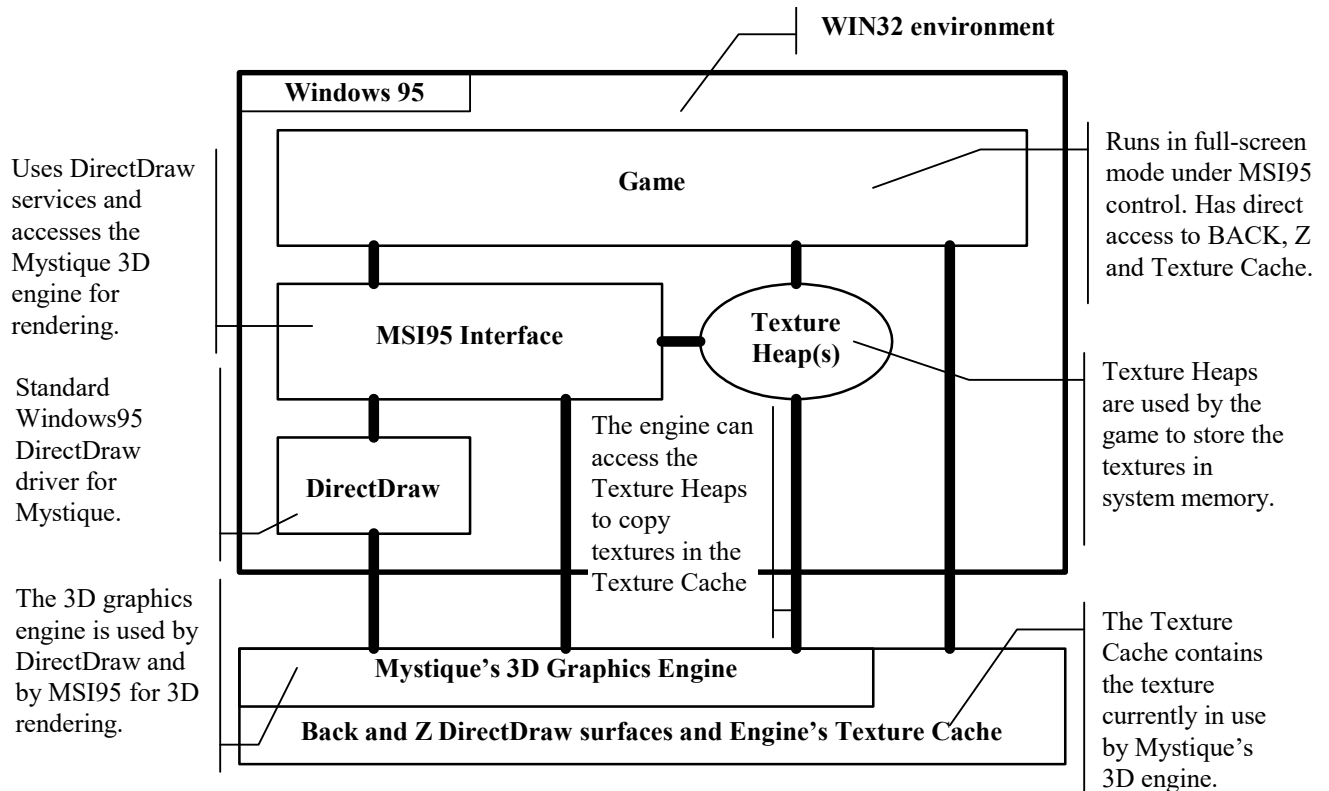 WIN32 environment
Windows 95
Game
Uses DirectDraw
services and
accesses the
Mystique 3D
engine for
rendering.
Runs in full-screen
mode under MSI95
control. Has direct
access to BACK, Z
and Texture Cache.
MSI95 Interface
Texture
Heap(s)
Standard
Windows95
DirectDraw
driver for
Mystique.
DirectDraw
The engine can
access the
Texture Heaps
to copy
textures in the
Texture Cache
Texture Heaps
are used by the
game to store the
textures in
system memory.
The 3D graphics
engine is used by
DirectDraw and
by MSI95 for 3D
rendering.
Mystique’s 3D Graphics Engine
Back and Z DirectDraw surfaces and Engine’s Texture Cache
The Texture
Cache contains
the texture
currently in use
by Mystique’s
3D engine.